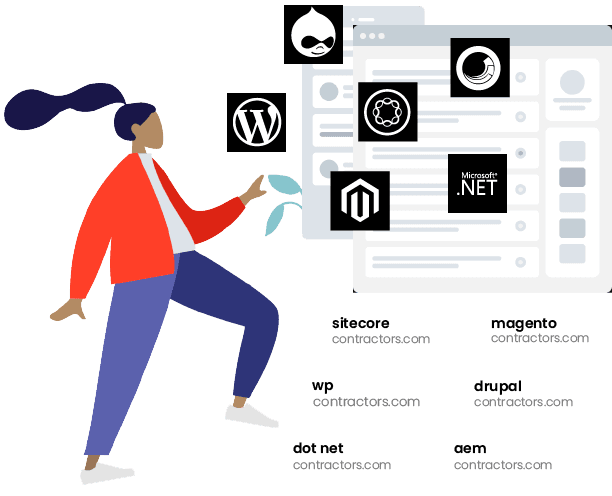 W
Microsoft®
.NET
sitecore
contractors.com
magento
contractors.com
wp
contractors.com
drupal
contractors.com
dot net
contractors.com
aem
contractors.com